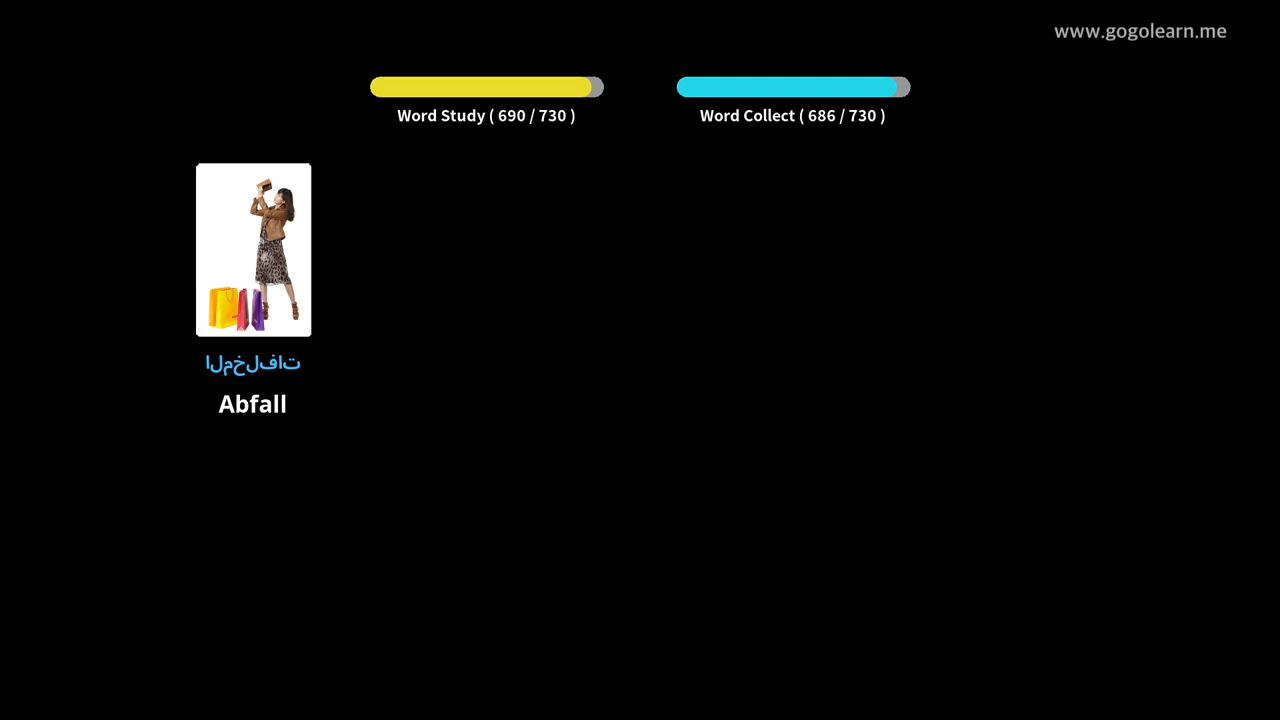 www.gogolearn.me
Word Study ( 690 / 730 )
Word Collect ( 686 / 730 )
المخلفات
Abfall